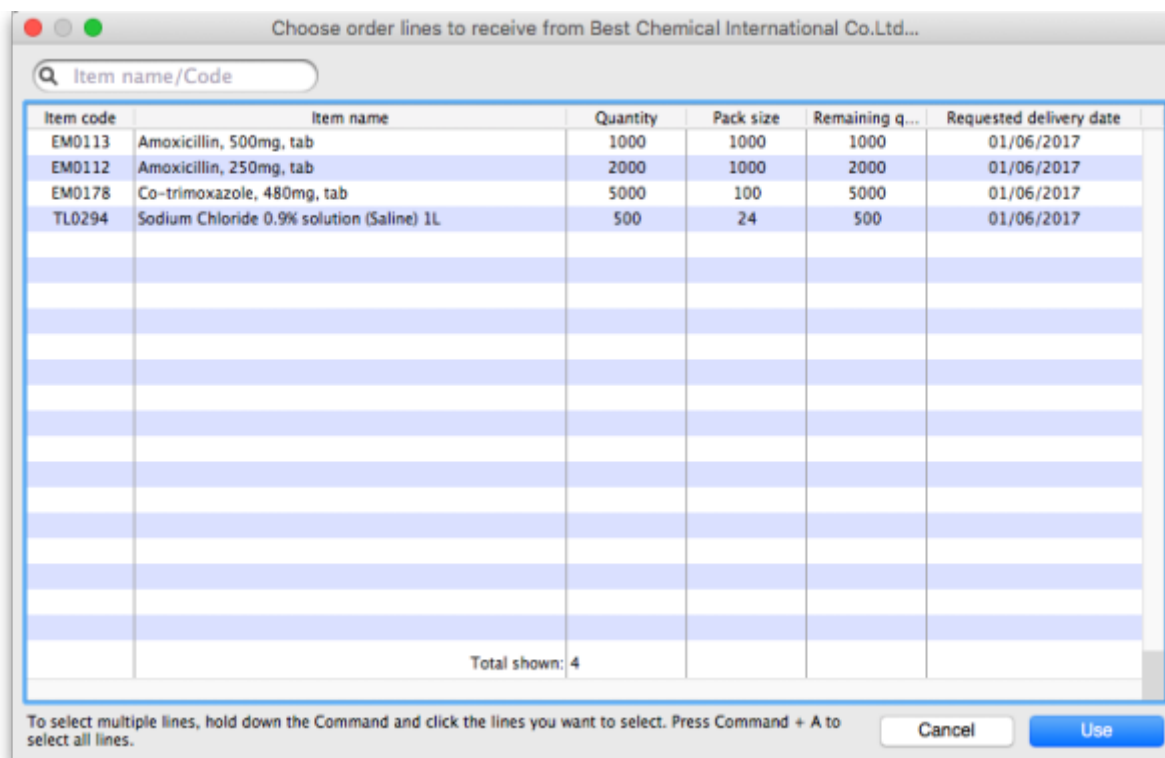 Choose order lines to receive from Best Chemical International Co.Ltd...
Item name/Code
Item code Item name Quantity Pack size Remaining q... Requested delivery date
EM0113 Amoxicillin, 500mg, tab 1000 1000 1000 01/06/2017
EM0112 Amoxicillin, 250mg, tab 2000 1000 2000 01/06/2017
EM0178 Co-trimoxazole, 480mg, tab 5000 100 5000 01/06/2017
TL0294 Sodium Chloride 0.9% solution (Saline) 1L 500 24 500 01/06/2017
Total shown: 4
To select multiple lines, hold down the Command and click the lines you want to select. Press Command + A to
select all lines.
Cancel Use